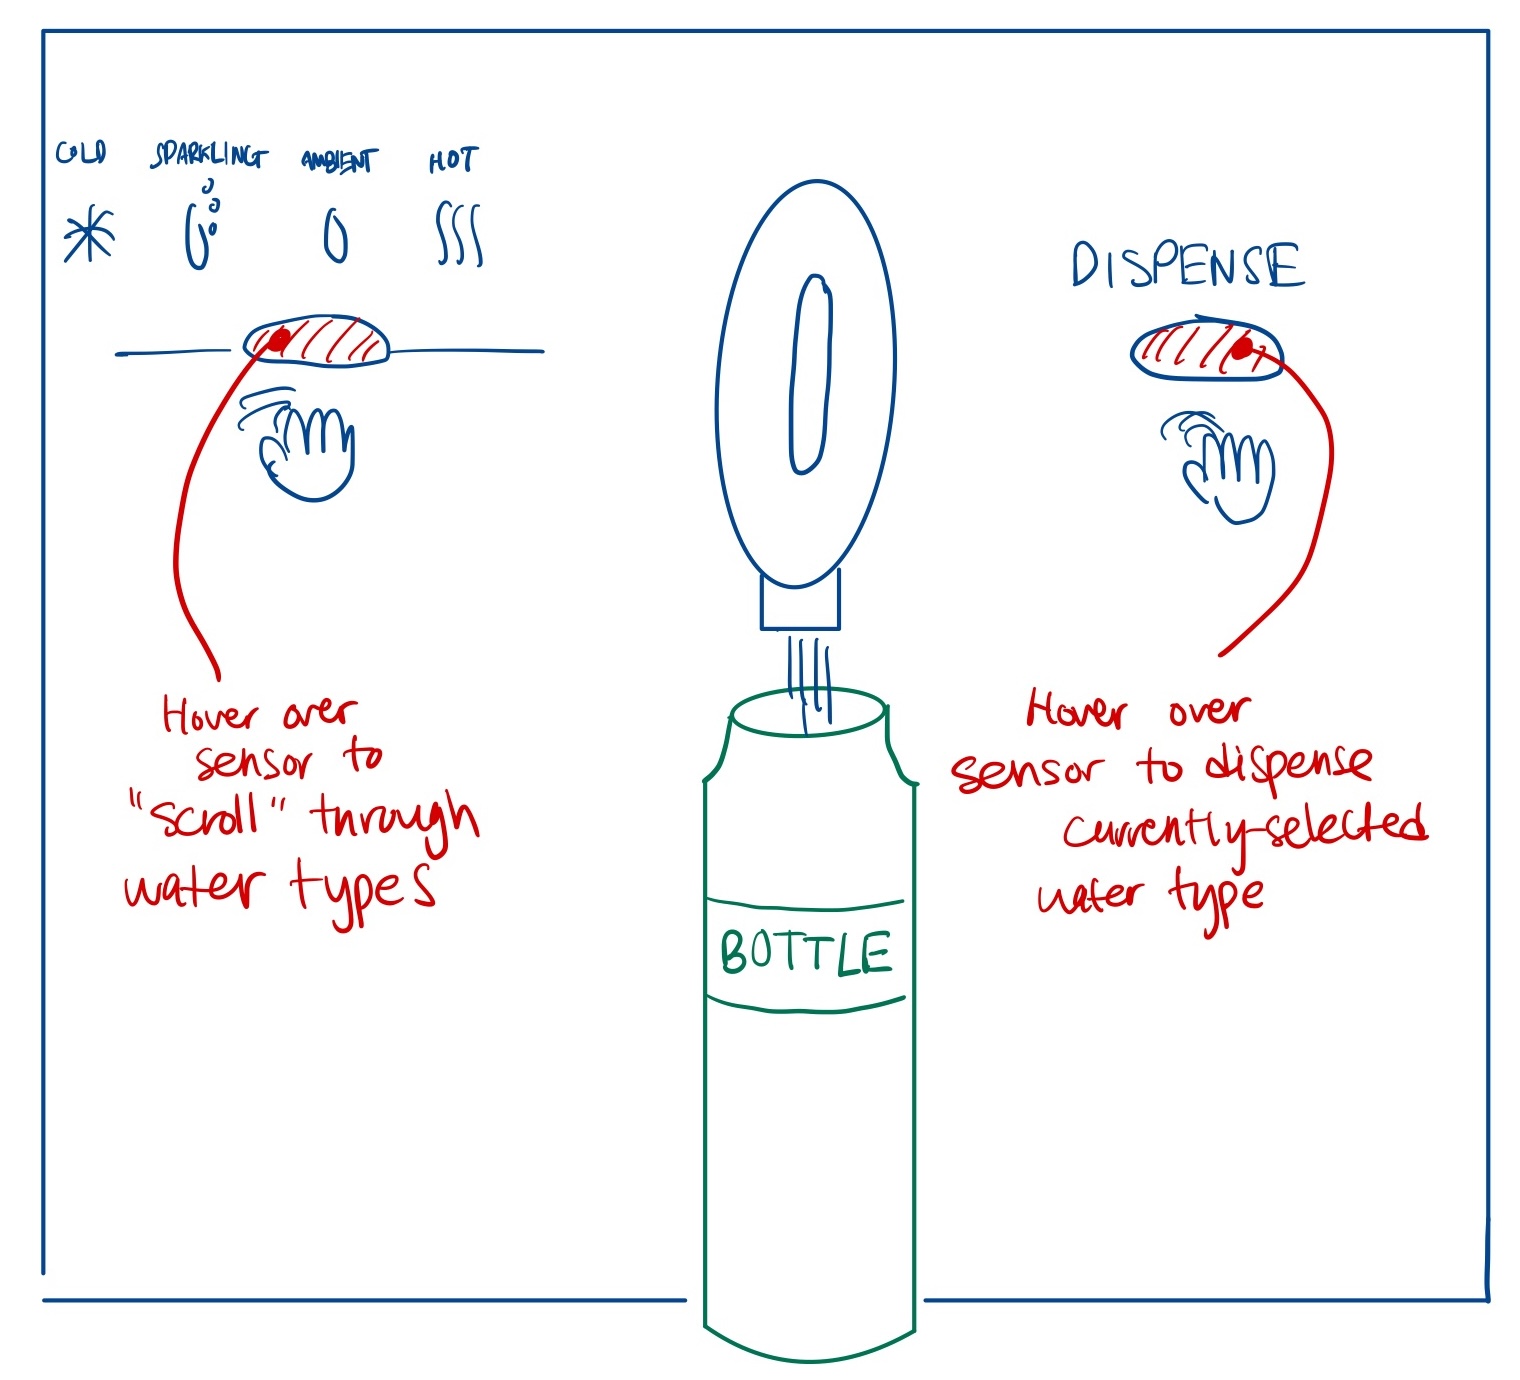 COLD SPARKLING AMBIENT HOT
DISPENSE
Hover over
sensor to
"scroll" through
water types
Hover over
sensor to dispense
currently-selected
water type
BOTTLE